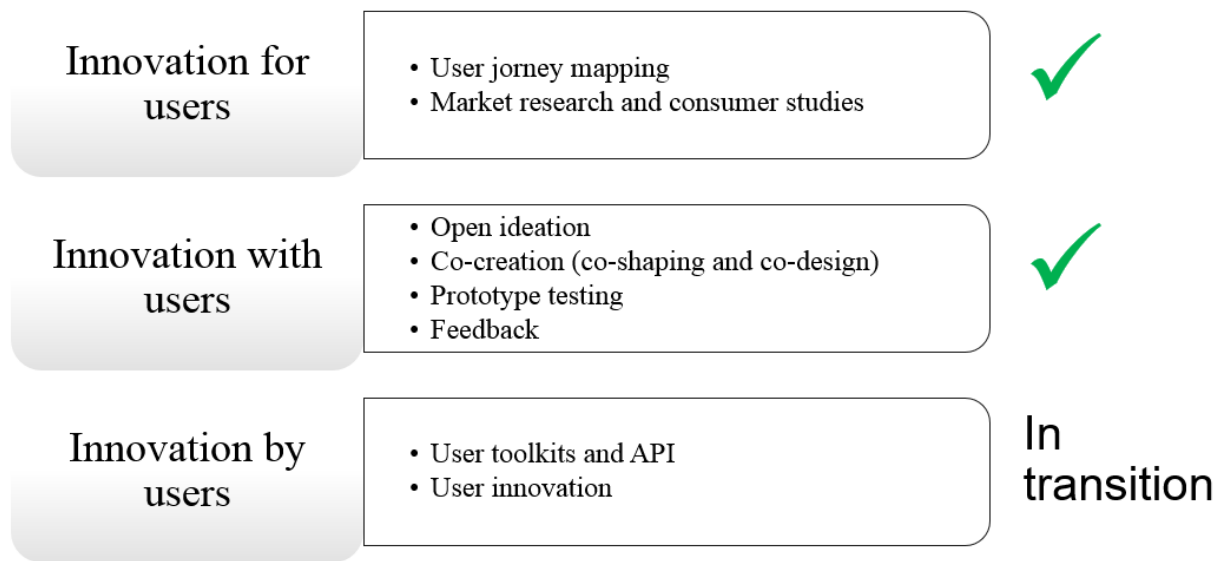 Innovation for
users
• User jorney mapping
• Market research and consumer studies
Innovation with
users
• Open ideation
• Co-creation (co-shaping and co-design)
• Prototype testing
• Feedback
Innovation by
users
• User toolkits and API
• User innovation
In
transition